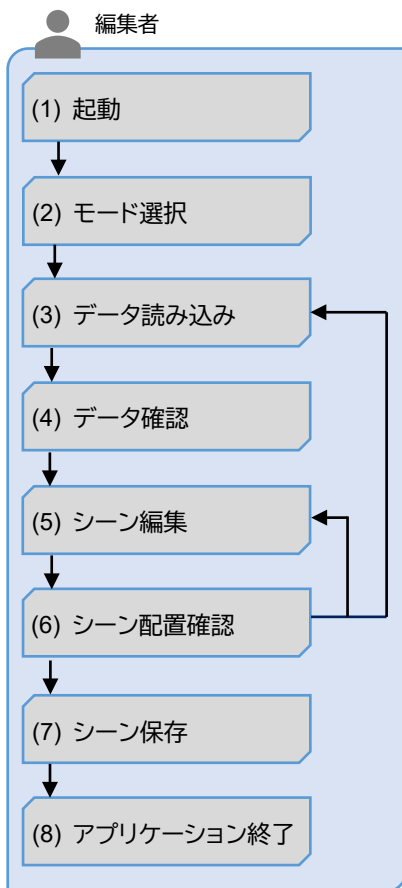 編集者
(1) 起動
(2) モード選択
(3) データ読み込み
(4) データ確認
(5) シーン編集
(6) シーン配置確認
(7) シーン保存
(8) アプリケーション終了